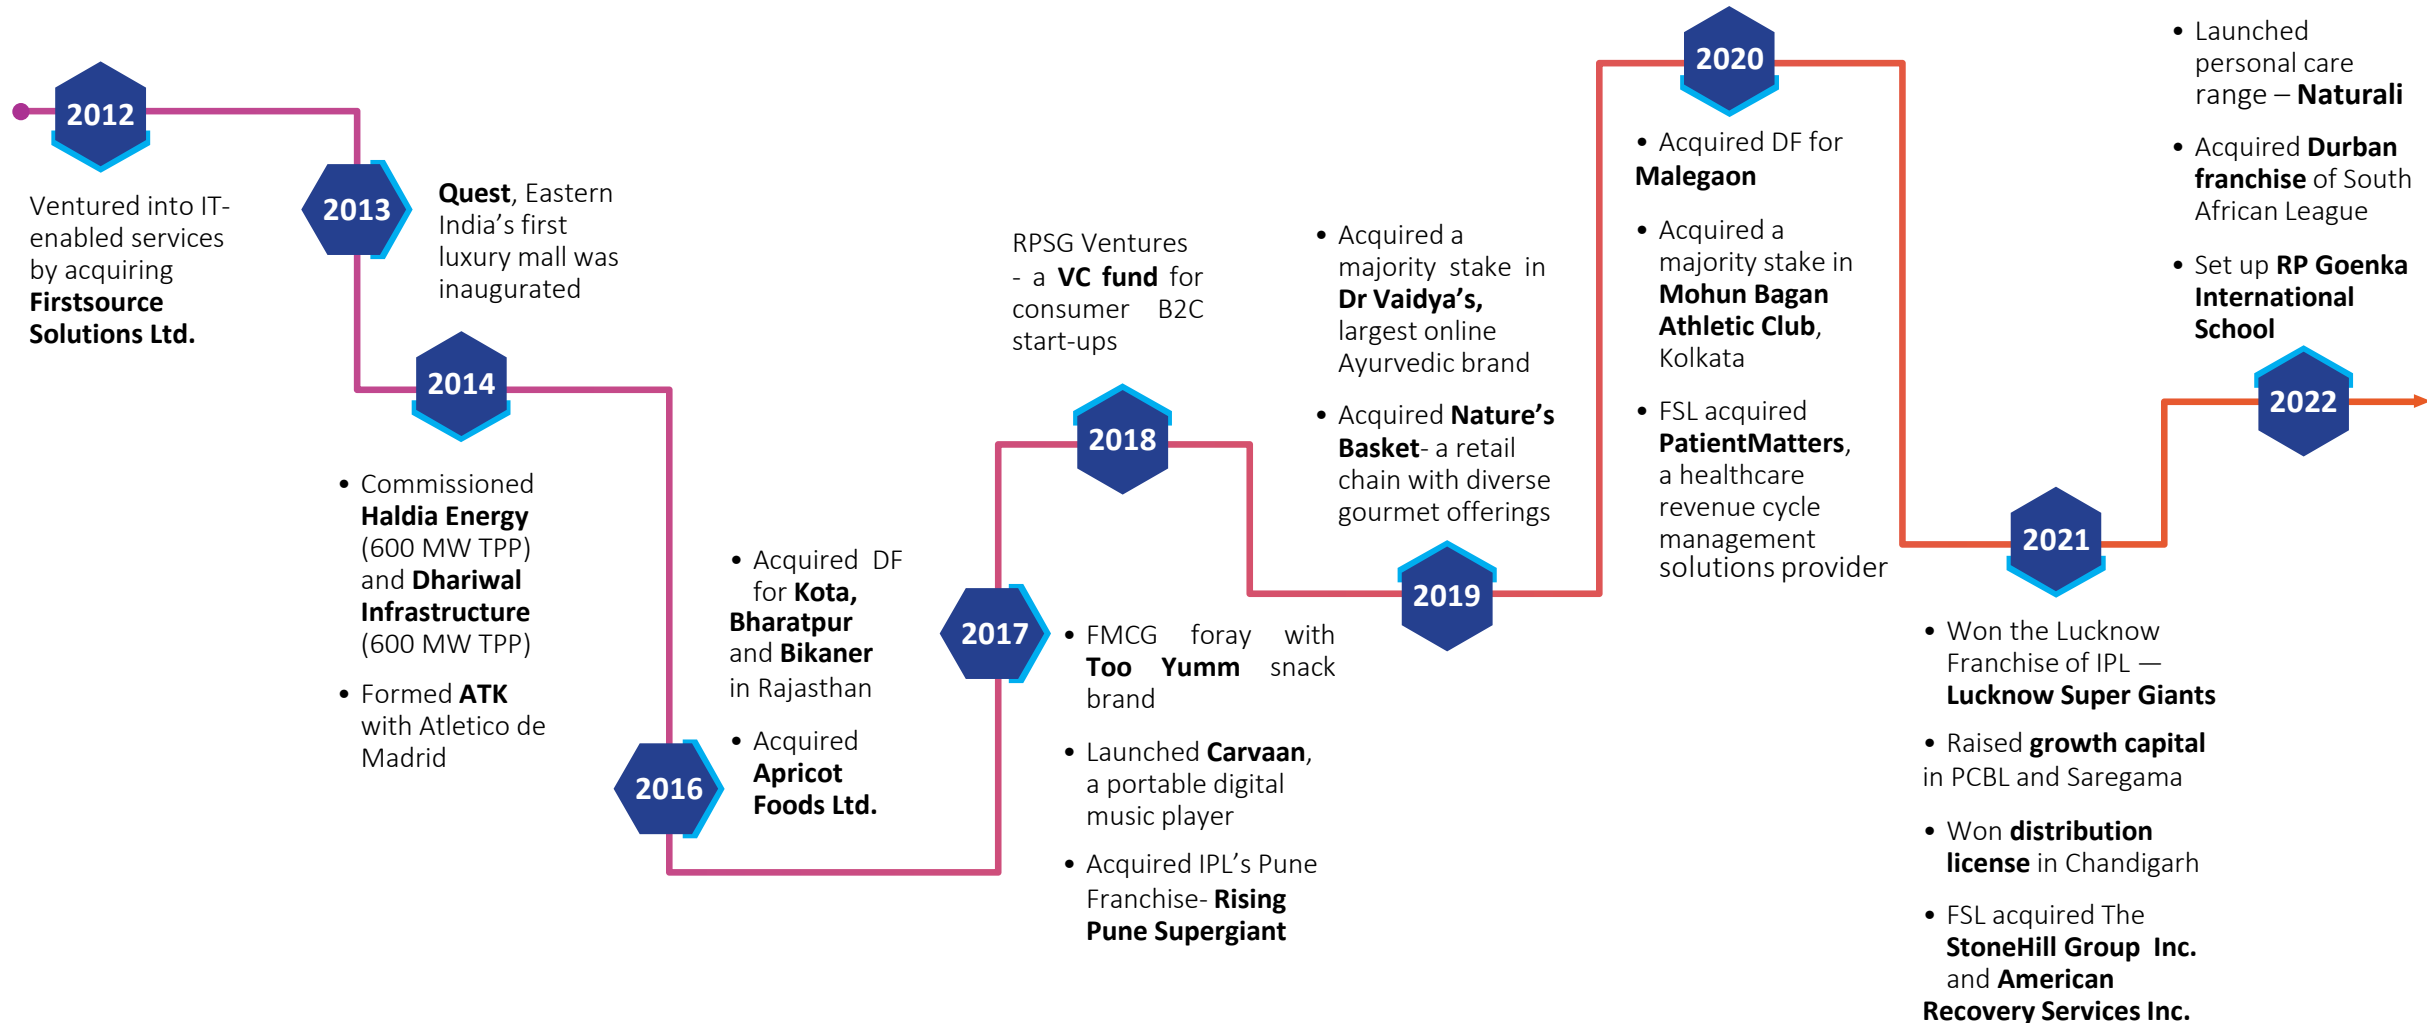 2012
Ventured into IT-
enabled services
by acquiring
Firstsource
Solutions Ltd.
2013
Quest, Eastern
India’s first
luxury mall was
inaugurated
2014
• Commissioned
Haldia Energy
(600 MW TPP)
and Dhariwal
Infrastructure
(600 MW TPP)
• Formed ATK
with Atletico de
Madrid
2016
• Acquired DF
for Kota,
Bharatpur
and Bikaner
in Rajasthan
• Acquired
Apricot
Foods Ltd.
2017
• FMCG foray with
Too Yumm snack
brand
• Launched Carvaan,
a portable digital
music player
• Acquired IPL’s Pune
Franchise- Rising
Pune Supergiant
RPSG Ventures
- a VC fund for
consumer B2C
start-ups
2018
• Acquired a
majority stake in
Dr Vaidya’s,
largest online
Ayurvedic brand
• Acquired Nature’s
Basket- a retail
chain with diverse
gourmet offerings
2019
2020
• Acquired DF for
Malegaon
• Acquired a
majority stake in
Mohun Bagan
Athletic Club,
Kolkata
• FSL acquired
PatientMatters,
a healthcare
revenue cycle
management
solutions provider
2021
• Won the Lucknow
Franchise of IPL —
Lucknow Super Giants
• Raised growth capital
in PCBL and Saregama
• Won distribution
license in Chandigarh
• FSL acquired The
StoneHill Group Inc.
and American
Recovery Services Inc.
• Launched
personal care
range – Naturali
• Acquired Durban
franchise of South
African League
• Set up RP Goenka
International
School
2022